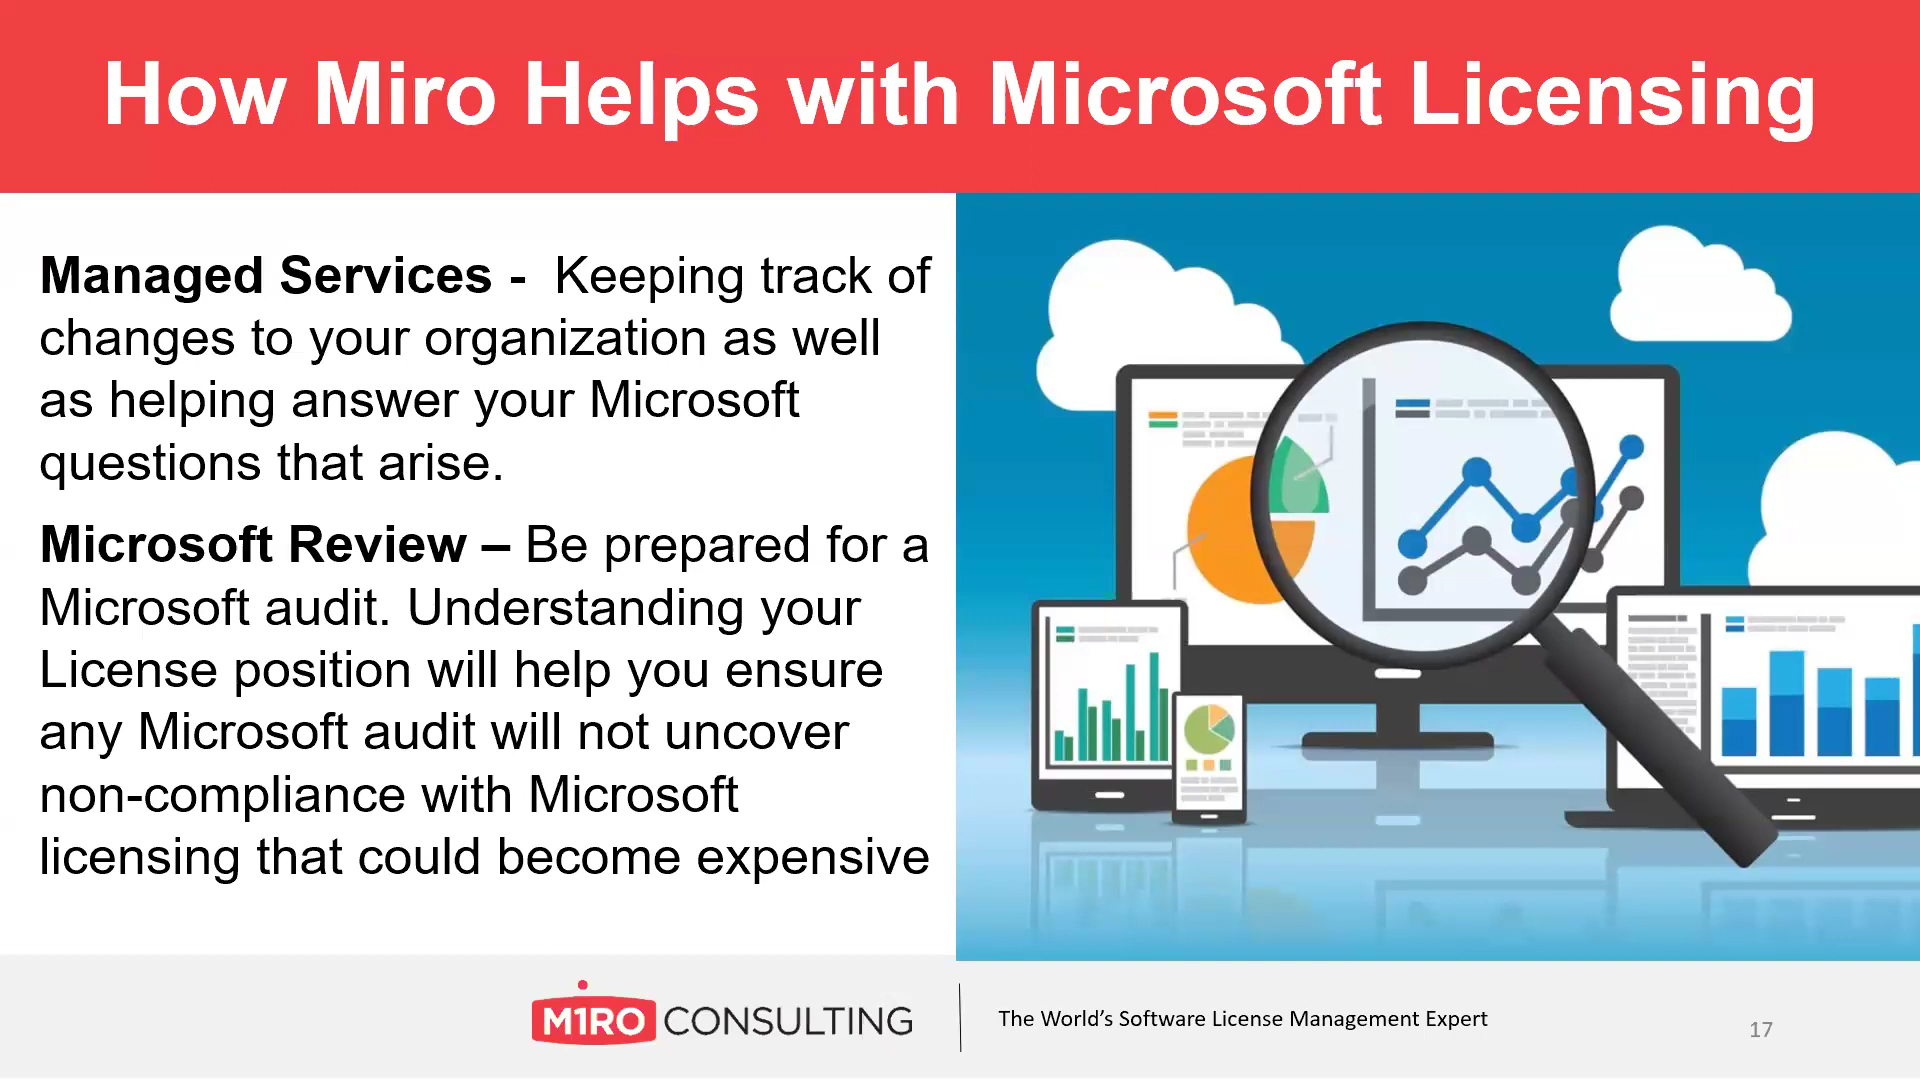 How Miro Helps with Microsoft Licensing
Managed Services -  Keeping track of
changes to your organization as well
as helping answer your Microsoft
questions that arise.
Microsoft Review – Be prepared for a
Microsoft audit. Understanding your
License position will help you ensure
any Microsoft audit will not uncover
non-compliance with Microsoft
licensing that could become expensive
M1RO CONSULTING
The World’s Software License Management Expert
17